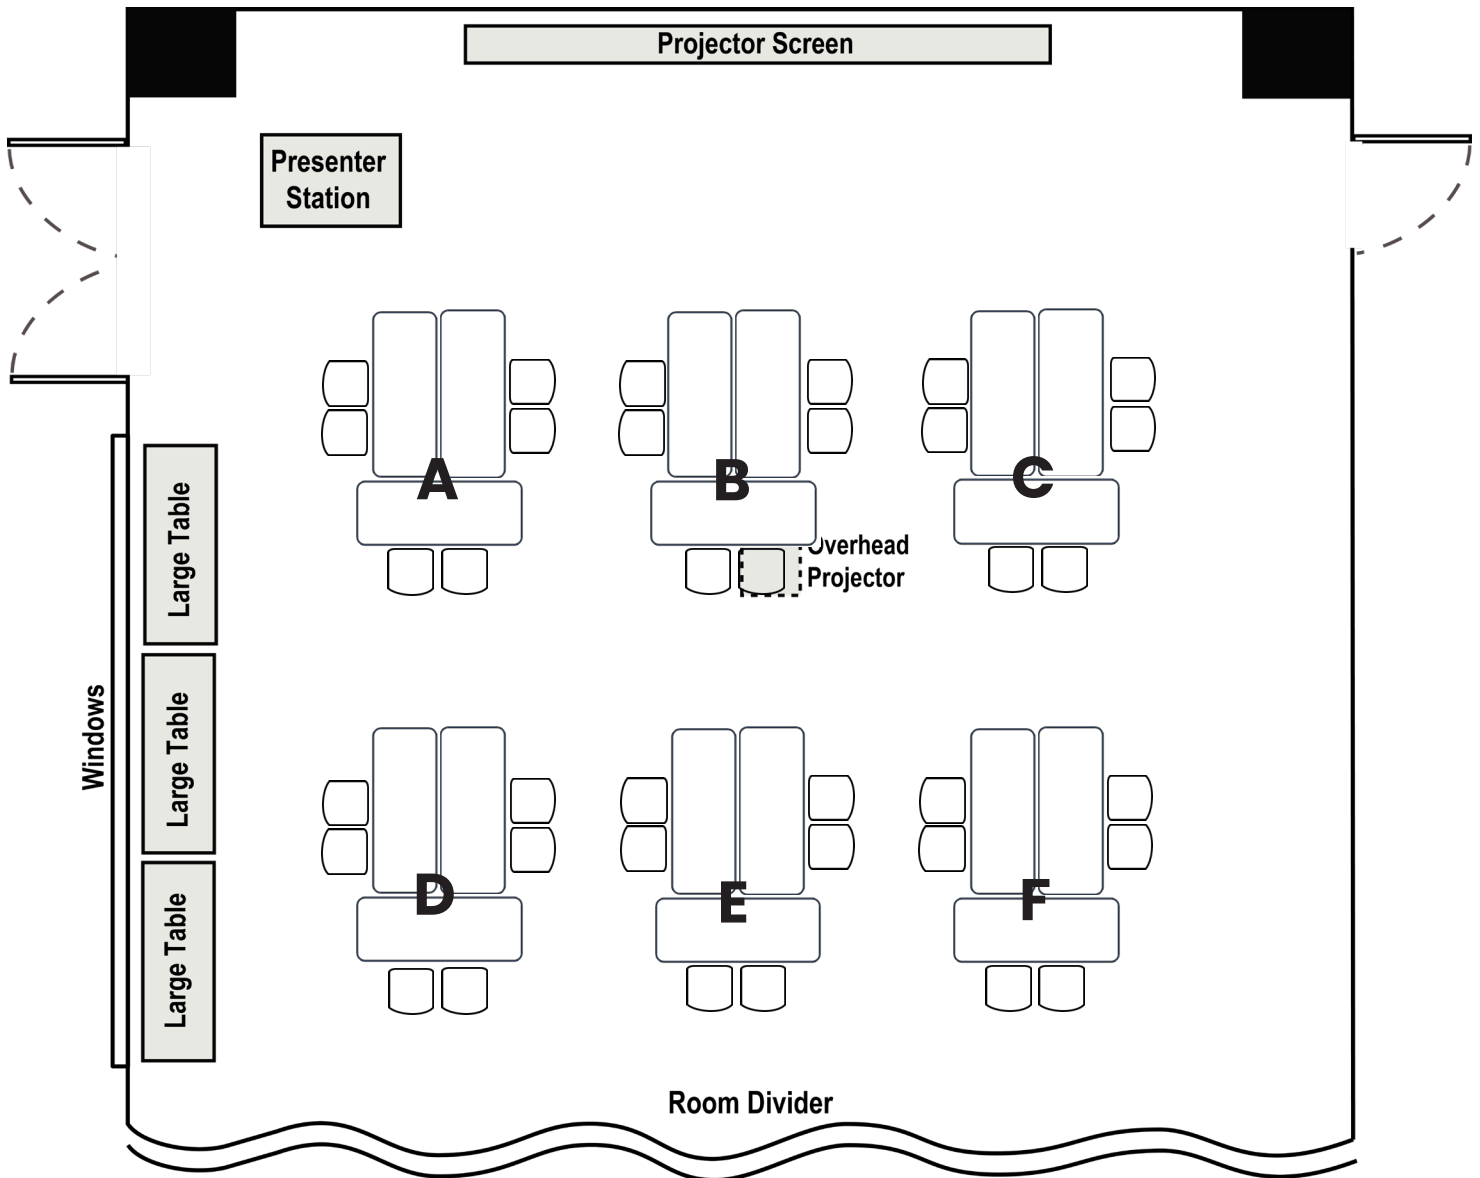 Projector Screen
Presenter
Station
A
B
C
Overhead
Projector
Large Table
Windows
Large Table
Large Table
D
E
F
Room Divider